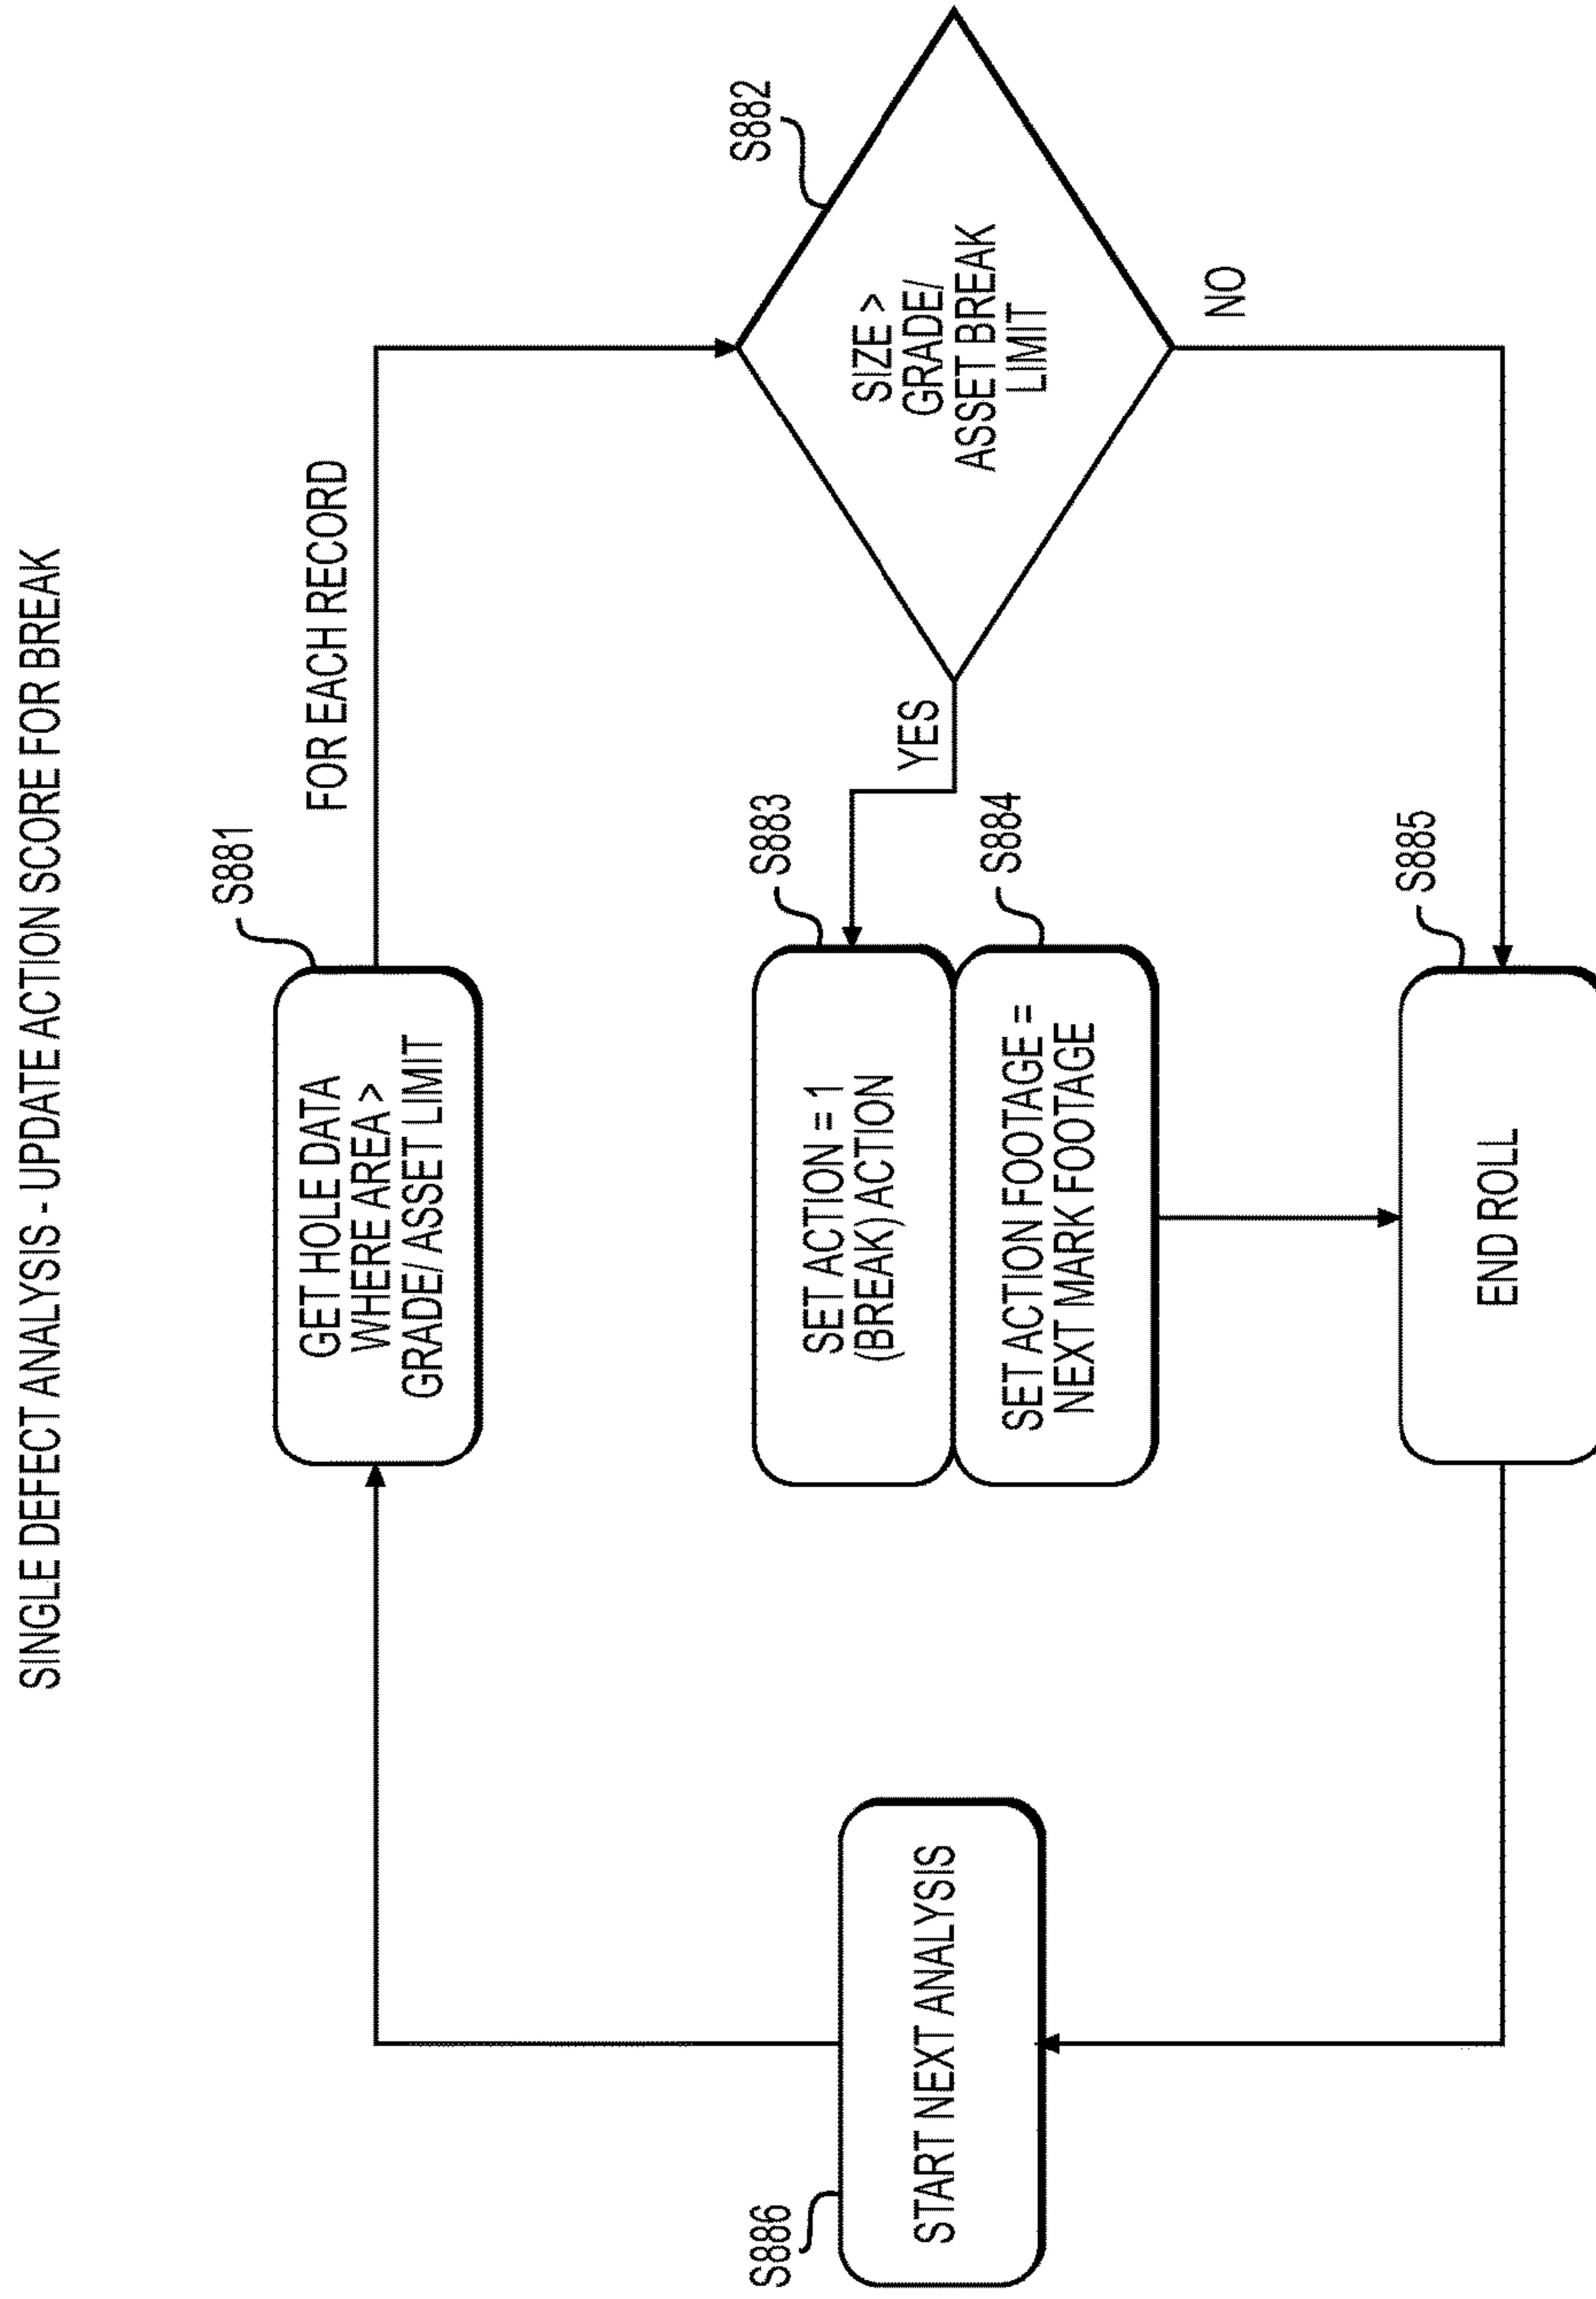 SINGLE DEFECT ANALYSIS - UPDATE ACTION SCORE FOR BREAK
S881
GET HOLE DATA
WHERE AREA >
GRADE/ ASSET LIMIT
FOR EACH RECORD
S882
SIZE >
GRADE/
ASSET BREAK
LIMIT
YES
NO
S883
SET ACTION = 1
(BREAK) ACTION
S884
SET ACTION FOOTAGE =
NEXT MARK FOOTAGE
S885
END ROLL
S886
START NEXT ANALYSIS